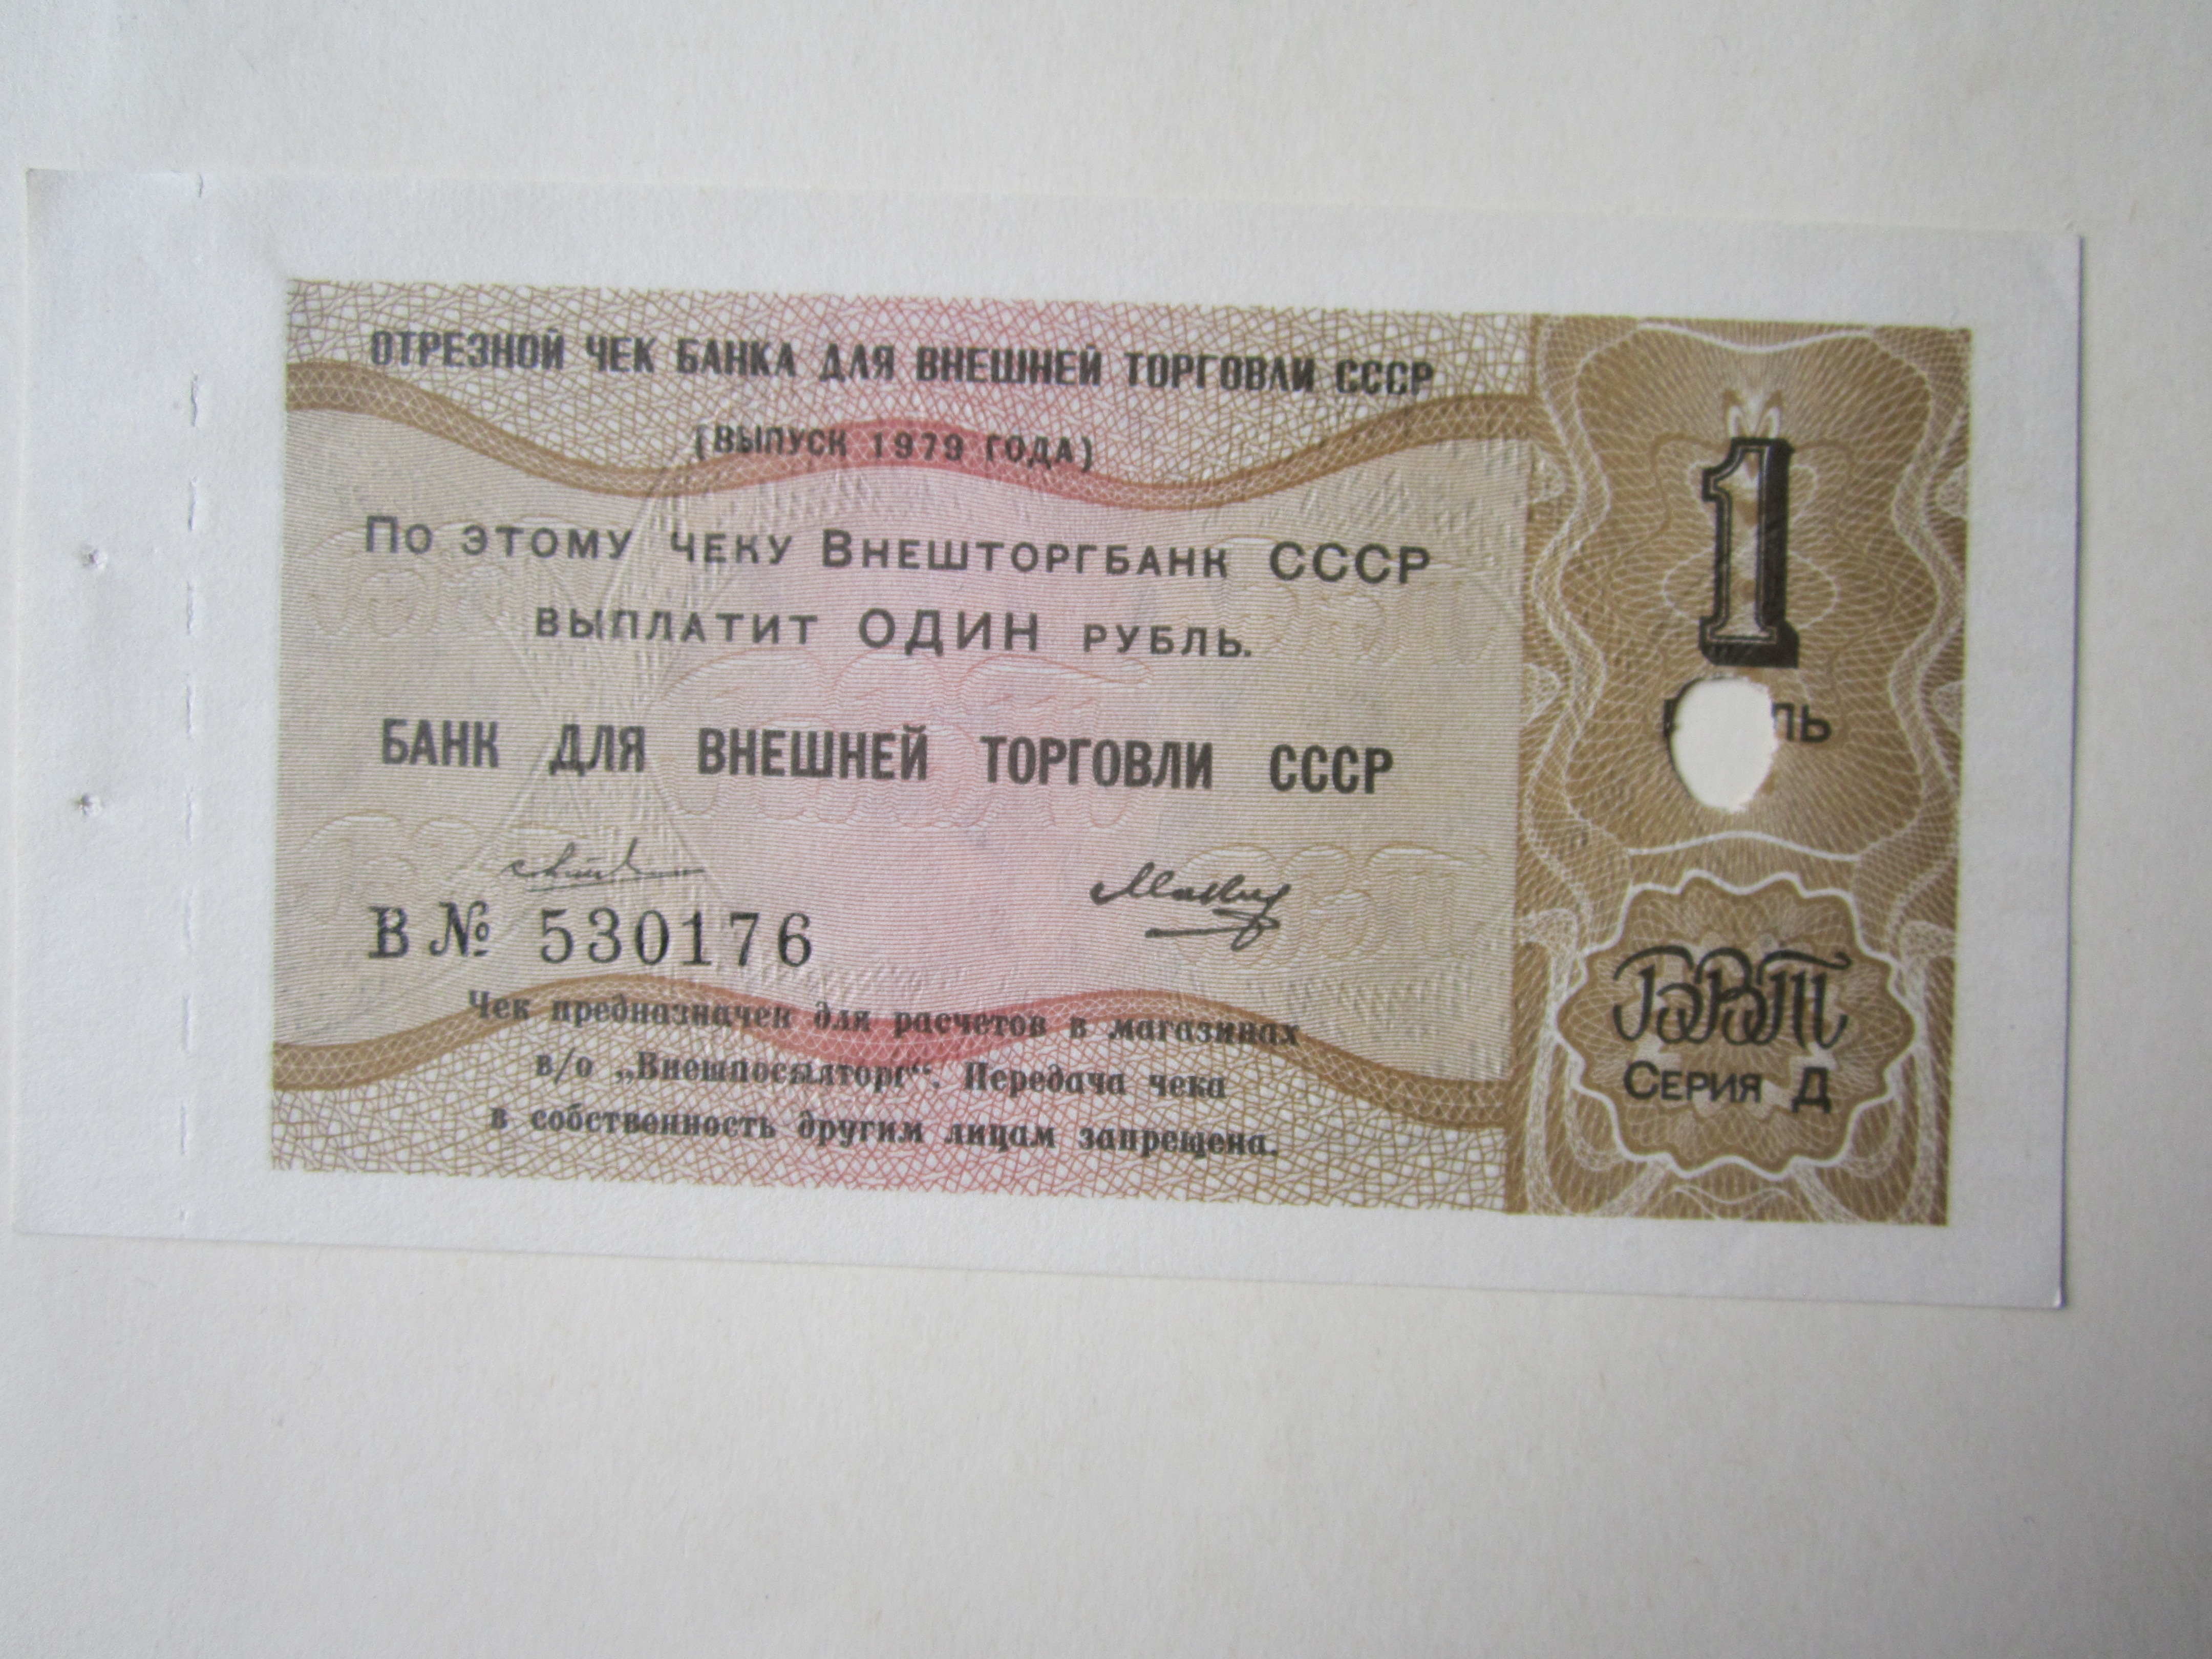 ОТРЕЗНОЙ ЧЕК БАНКА ДЛЯ ВНЕШНЕЙ ТОРГОВЛИ СССР
(ВЫПУСК 1979 ГОДА)
По этому чеку Внешторгбанк СССР
выплатит ОДИН рубль.
БАНК ДЛЯ ВНЕШНЕЙ ТОРГОВЛИ СССР
В № 530176
Чек предназначен для расчетов в магазинах
в/о „Внешпосылторг“. Передача чека
в собственность другим лицам запрещена.
1
ЛЬ
БВТ
Серия Д